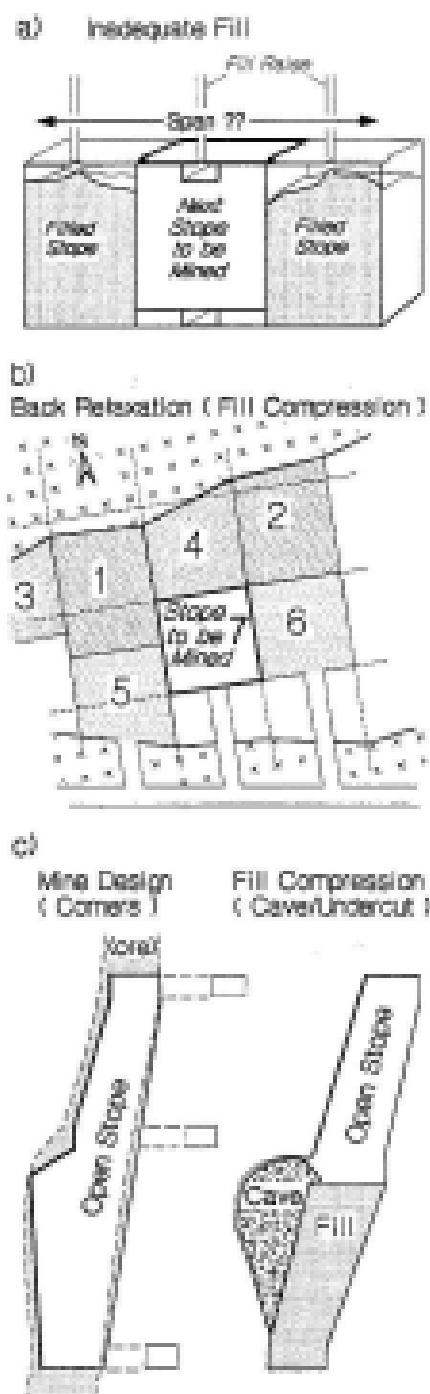 a) Inadequate Fill
Fill Raise
Span ??
Filled
Stope
Next
Stope
to be
Mined
Filled
Stope
b)
Back Relaxation ( Fill Compression )
N
1
2
3
4
5
6
7
Stope
to be
Mined
c)
Mine Design
( Corners )
Fill Compression
( Cave/Undercut )
(ore)
Open Stope
Open Stope
Cave
Fill